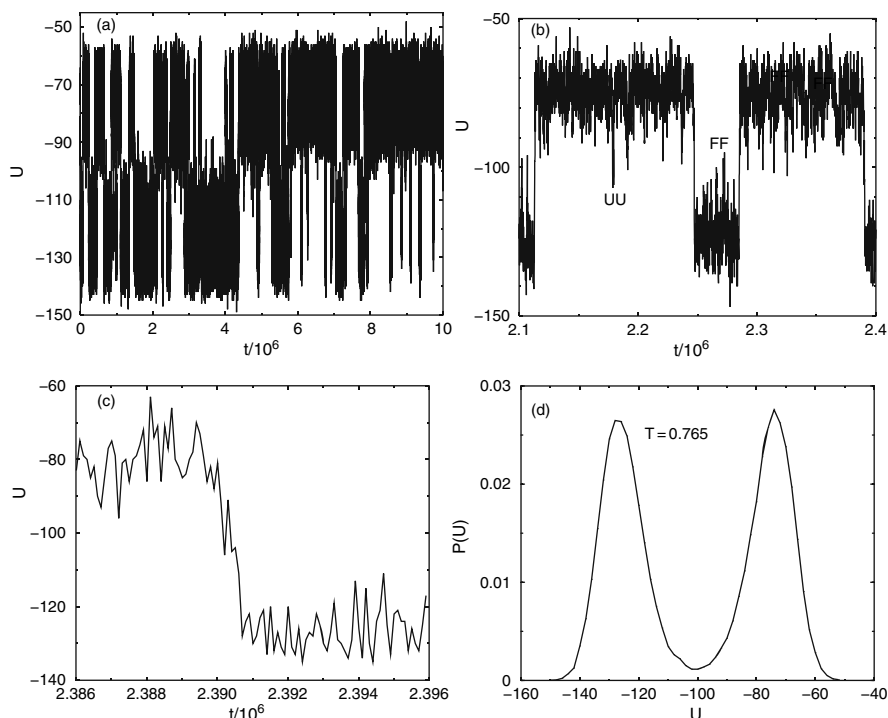 (a)
−50
−70
−90
−110
−130
−150
U
0 2 4 6 8 10
t/10⁶
(b)
−50
−100
−150
U
FF
FF
FF
UU
2.1 2.2 2.3 2.4
t/10⁶
(c)
−60
−80
−100
−120
−140
U
2.386 2.388 2.390 2.392 2.394 2.396
t/10⁶
(d)
T = 0.765
0.03
0.02
0.01
0
P(U)
−160 −140 −120 −100 −80 −60 −40
U